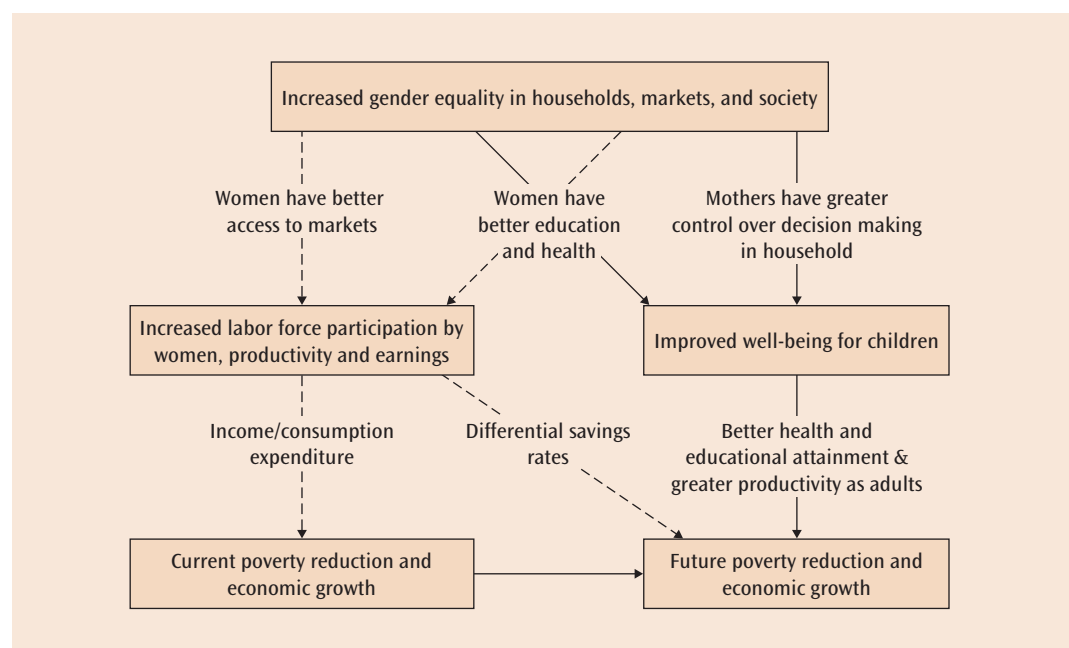 Increased gender equality in households, markets, and society
Women have better
access to markets
Women have
better education
and health
Mothers have greater
control over decision making
in household
Increased labor force participation by
women, productivity and earnings
Improved well-being for children
Income/consumption
expenditure
Differential savings
rates
Better health and
educational attainment &
greater productivity as adults
Current poverty reduction and
economic growth
Future poverty reduction and
economic growth